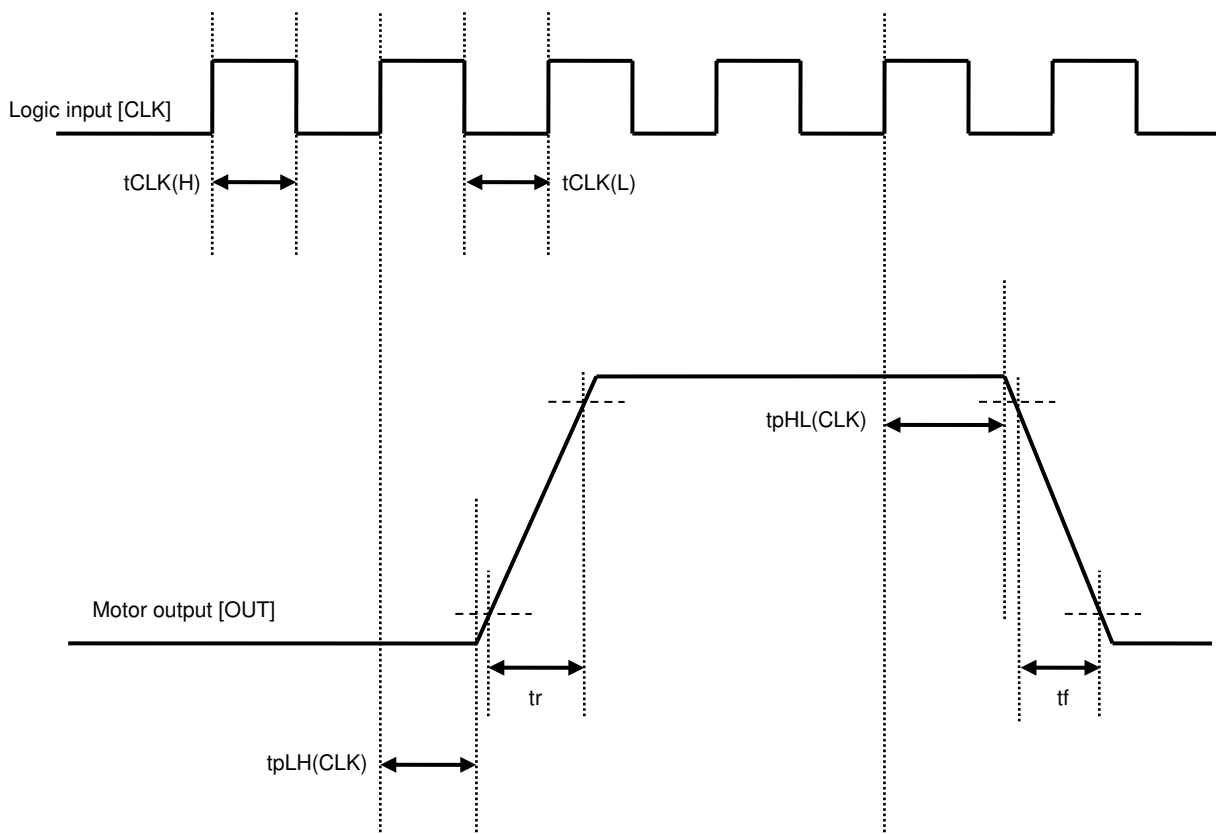 Logic input [CLK]
tCLK(H)
tCLK(L)
tpHL(CLK)
Motor output [OUT]
tr
tf
tpLH(CLK)